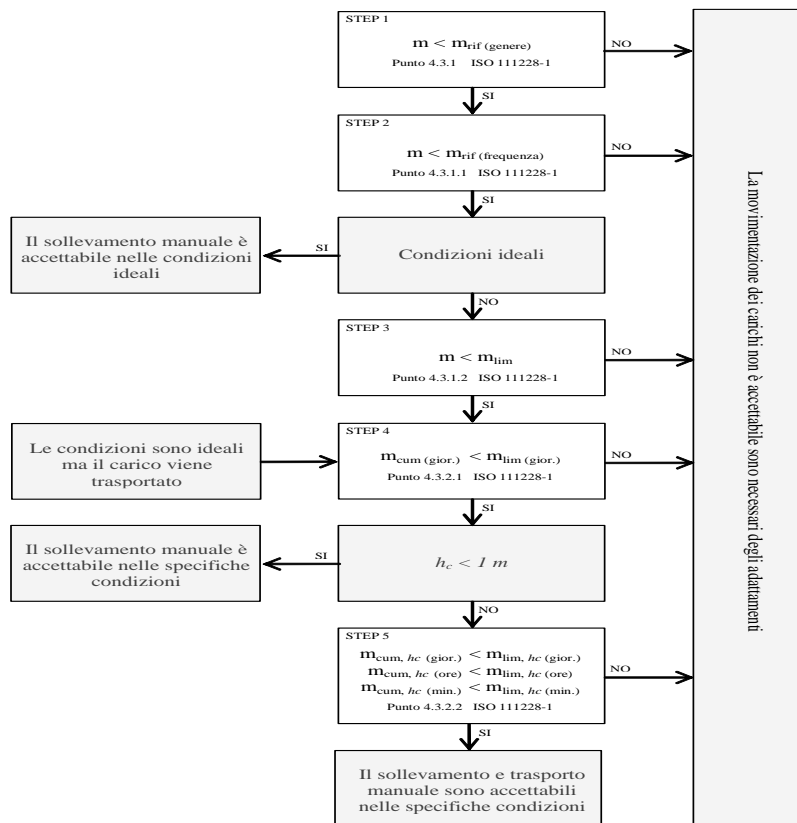 STEP 1
m < mrif (genere)
Punto 4.3.1 ISO 111228-1
NO
SI
STEP 2
m < mrif (frequenza)
Punto 4.3.1.1 ISO 111228-1
NO
SI
Il sollevamento manuale è
accettabile nelle condizioni
ideali
SI
Condizioni ideali
NO
STEP 3
m < mlim
Punto 4.3.1.2 ISO 111228-1
NO
SI
Le condizioni sono ideali
ma il carico viene
trasportato
STEP 4
mcum (gior.) < mlim (gior.)
Punto 4.3.2.1 ISO 111228-1
NO
SI
Il sollevamento manuale è
accettabile nelle specifiche
condizioni
SI
hc < 1 m
NO
STEP 5
mcum, hc (gior.) < mlim, hc (gior.)
mcum, hc (ore) < mlim, hc (ore)
mcum, hc (min.) < mlim, hc (min.)
Punto 4.3.2.2 ISO 111228-1
NO
SI
Il sollevamento e trasporto
manuale sono accettabili
nelle specifiche condizioni
La movimentazione dei carichi non è accettabile sono necessari degli adattamenti